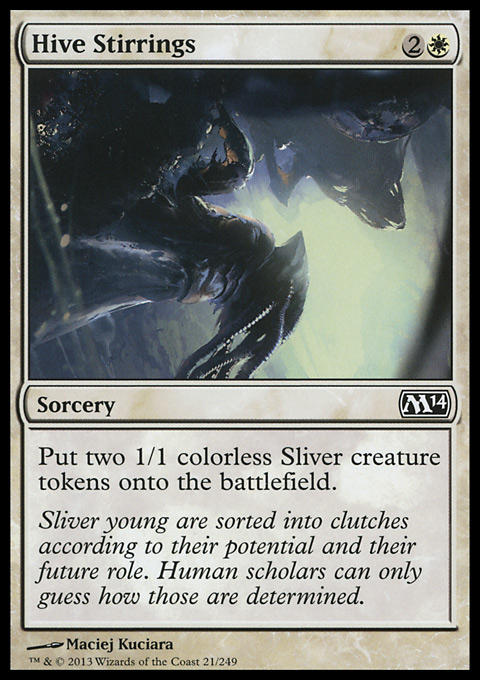 Hive Stirrings 2
Sorcery M14
Put two 1/1 colorless Sliver creature
tokens onto the battlefield.
Sliver young are sorted into clutches
according to their potential and their
future role. Human scholars can only
guess how those are determined.
Maciej Kuciara
™ & © 2013 Wizards of the Coast 21/249